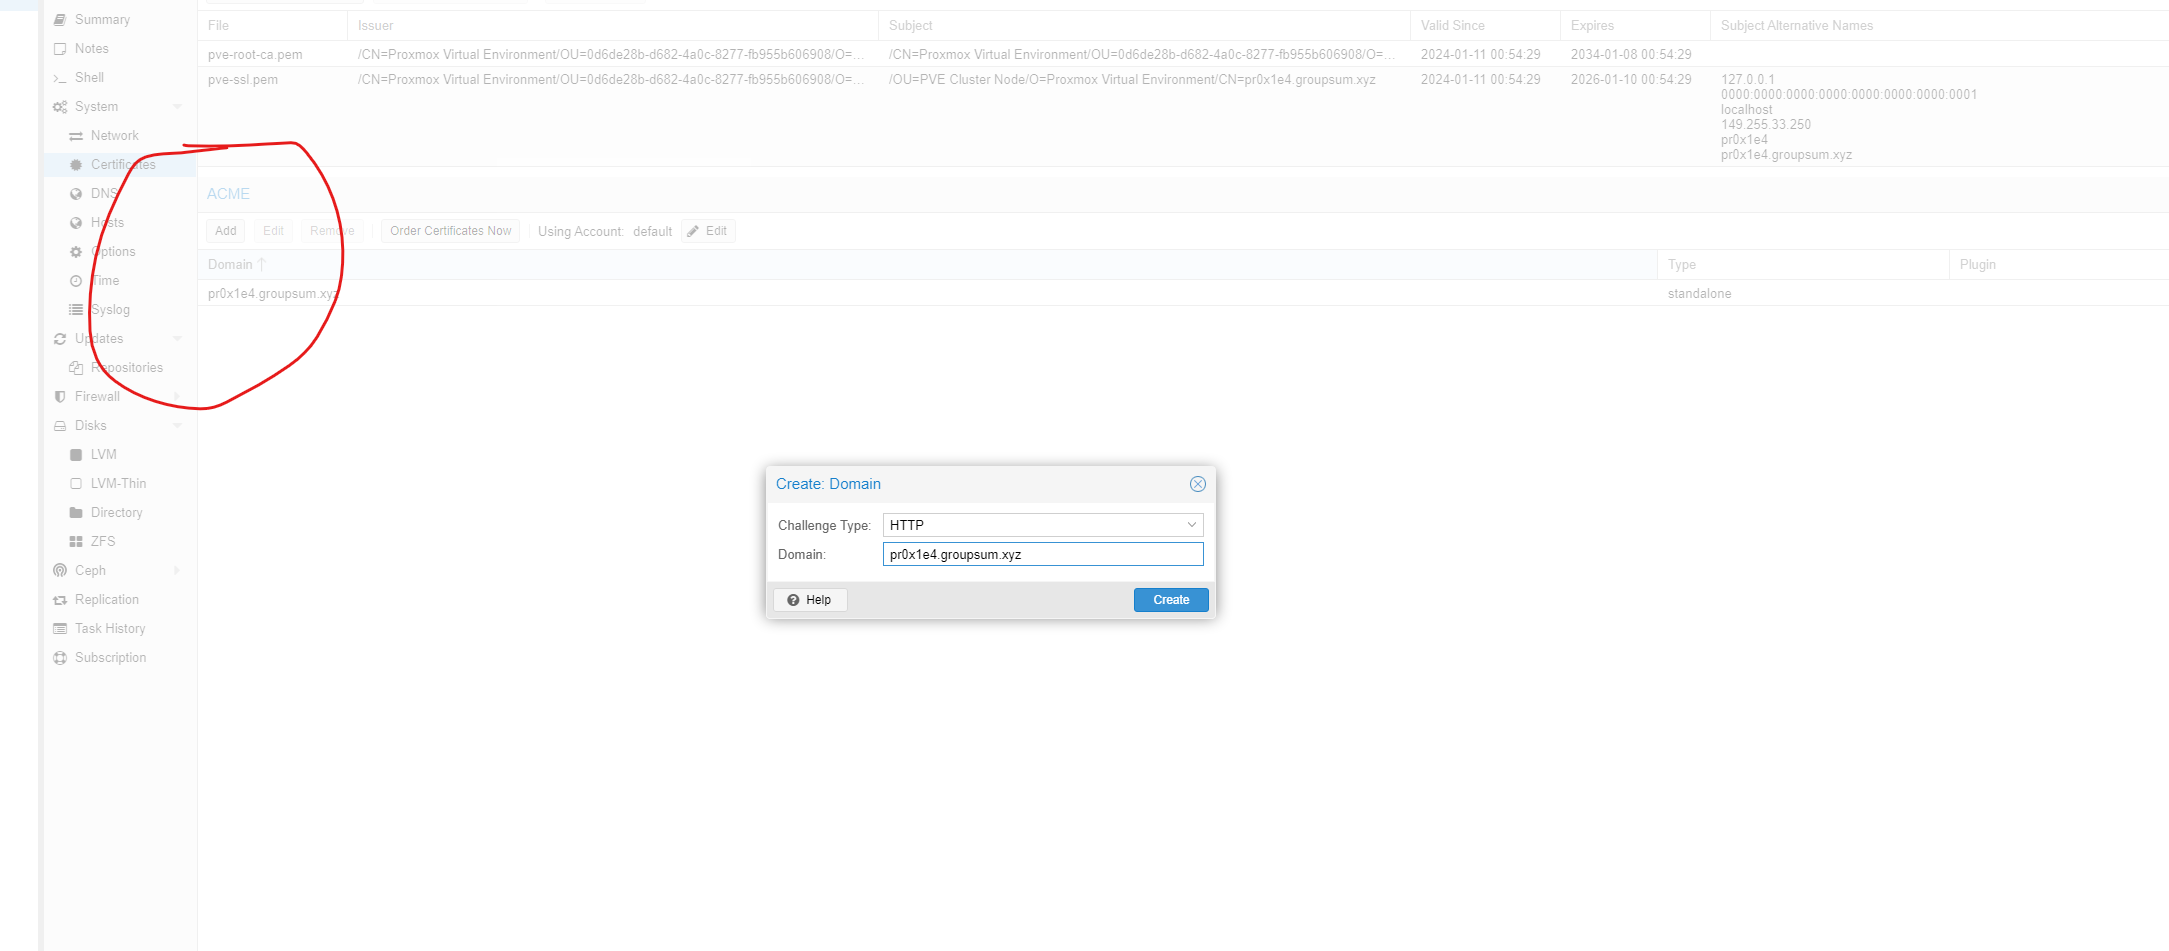 Summary
Notes
Shell
System
Network
Certificates
DNS
Hosts
Options
Time
Syslog
Updates
Repositories
Firewall
Disks
LVM
LVM-Thin
Directory
ZFS
Ceph
Replication
Task History
Subscription
File Issuer Subject Valid Since Expires Subject Alternative Names
pve-root-ca.pem /CN=Proxmox Virtual Environment/OU=0d6de28b-d682-4a0c-8277-fb955b606908/O=... /CN=Proxmox Virtual Environment/OU=0d6de28b-d682-4a0c-8277-fb955b606908/O=... 2024-01-11 00:54:29 2034-01-08 00:54:29
pve-ssl.pem /CN=Proxmox Virtual Environment/OU=0d6de28b-d682-4a0c-8277-fb955b606908/O=... /OU=PVE Cluster Node/O=Proxmox Virtual Environment/CN=pr0x1e4.groupsum.xyz 2024-01-11 00:54:29 2026-01-10 00:54:29 127.0.0.1
0000:0000:0000:0000:0000:0000:0000:0001
localhost
149.255.33.250
pr0x1e4
pr0x1e4.groupsum.xyz
ACME
Add Edit Remove Order Certificates Now Using Account: default Edit
Domain Type Plugin
pr0x1e4.groupsum.xyz standalone
Create: Domain
Challenge Type: HTTP
Domain: pr0x1e4.groupsum.xyz
Help Create